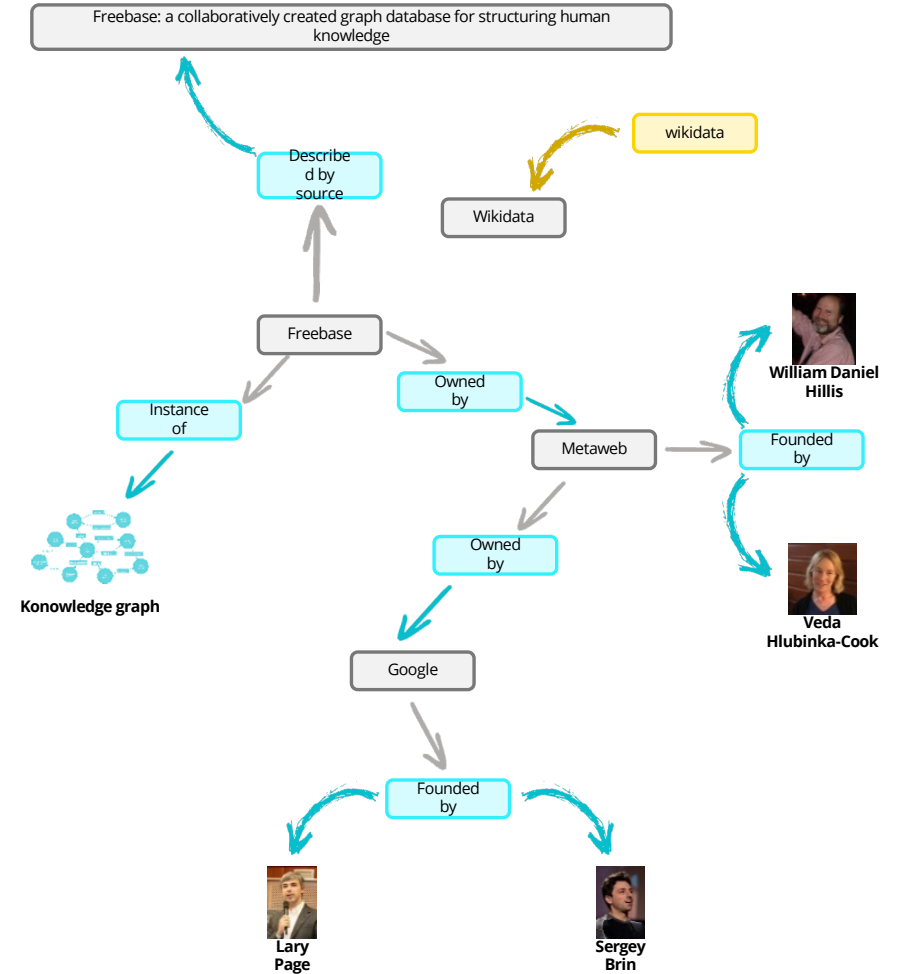 Freebase: a collaboratively created graph database for structuring human
knowledge
wikidata
Describe
d by
source
Wikidata
Freebase
William Daniel
Hillis
Owned
by
Instance
of
Metaweb
Founded
by
Owned
by
Konowledge graph
Veda
Hlubinka-Cook
Google
Founded
by
Lary
Page
Sergey
Brin